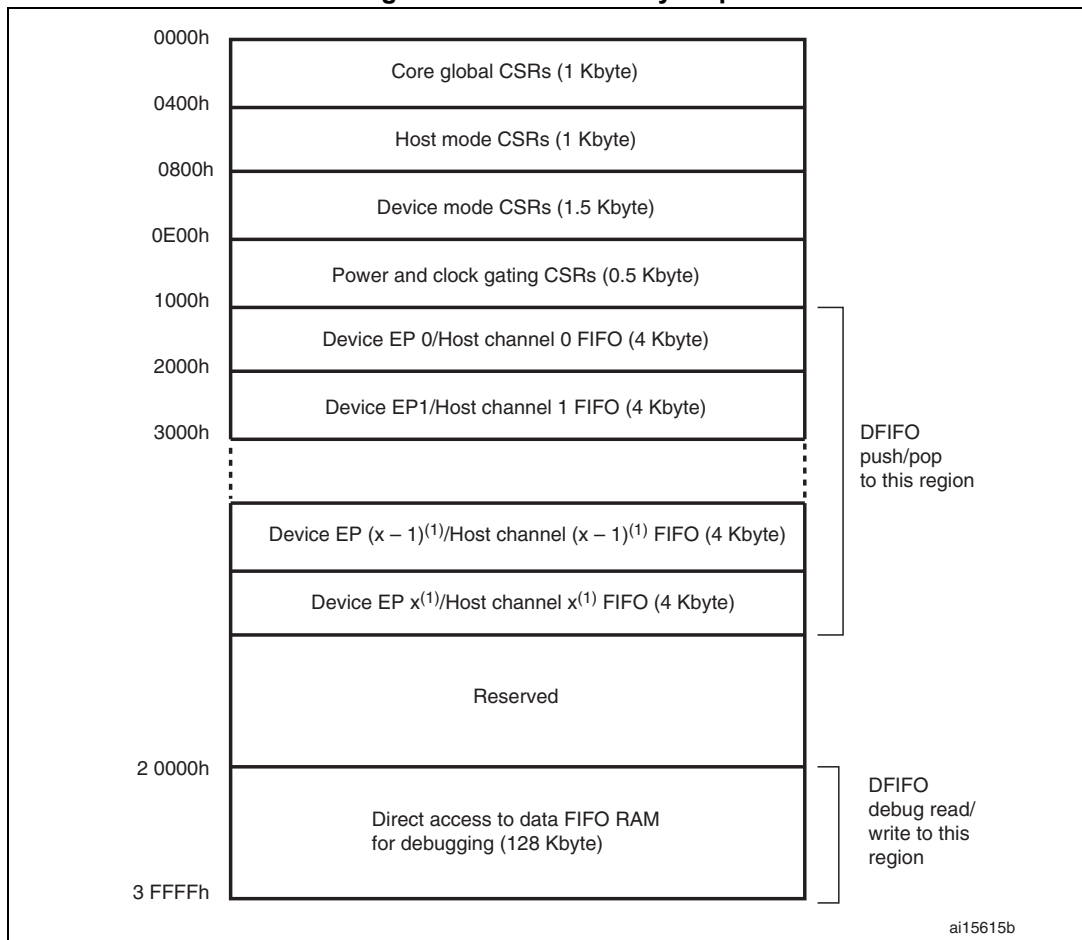 0000h
Core global CSRs (1 Kbyte)
0400h
Host mode CSRs (1 Kbyte)
0800h
Device mode CSRs (1.5 Kbyte)
0E00h
Power and clock gating CSRs (0.5 Kbyte)
1000h
Device EP 0/Host channel 0 FIFO (4 Kbyte)
2000h
Device EP1/Host channel 1 FIFO (4 Kbyte)
3000h
DFIFO
push/pop
to this region
Device EP (x – 1)(1)/Host channel (x – 1)(1) FIFO (4 Kbyte)
Device EP x(1)/Host channel x(1) FIFO (4 Kbyte)
Reserved
2 0000h
Direct access to data FIFO RAM
for debugging (128 Kbyte)
DFIFO
debug read/
write to this
region
3 FFFFh
ai15615b